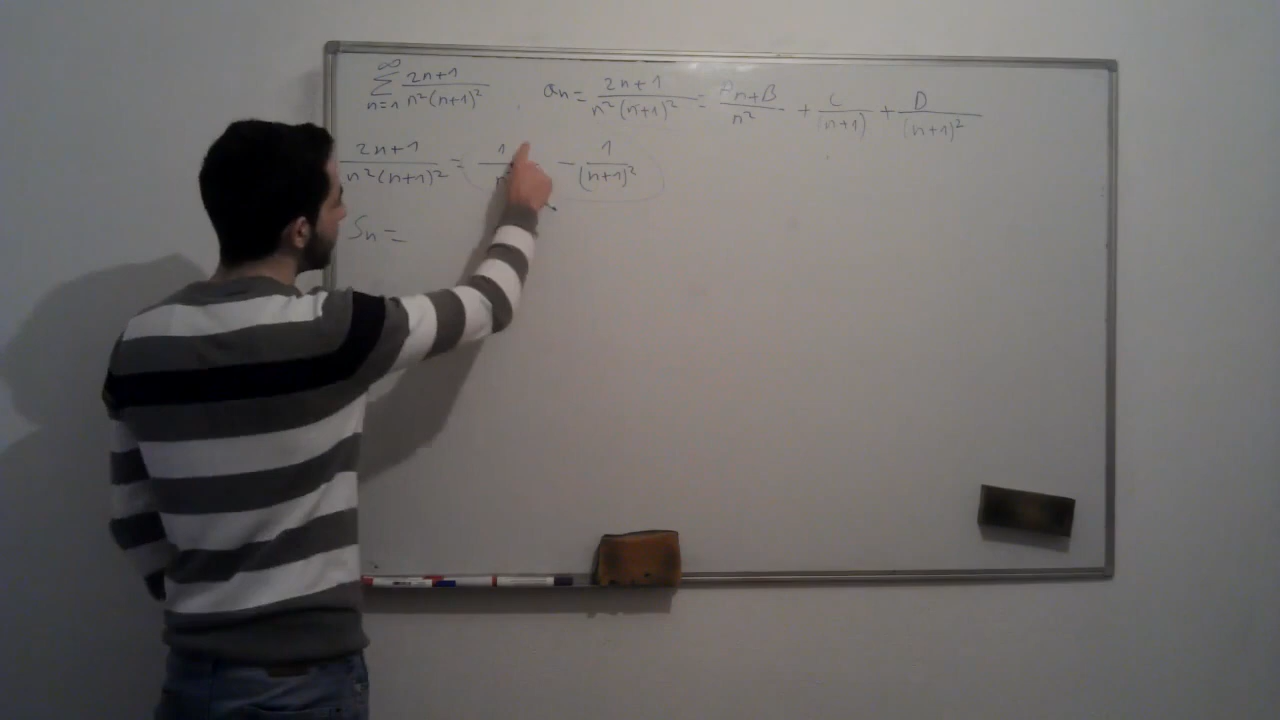 ∞∑n=1 (2n+1)/(n²(n+1)²) an = (2n+1)/(n²(n+1)²) = (An+B)/n² + C/(n+1) + D/(n+1)²
(2n+1)/(n²(n+1)²) = 1/n² − 1/(n+1)²
Sn =